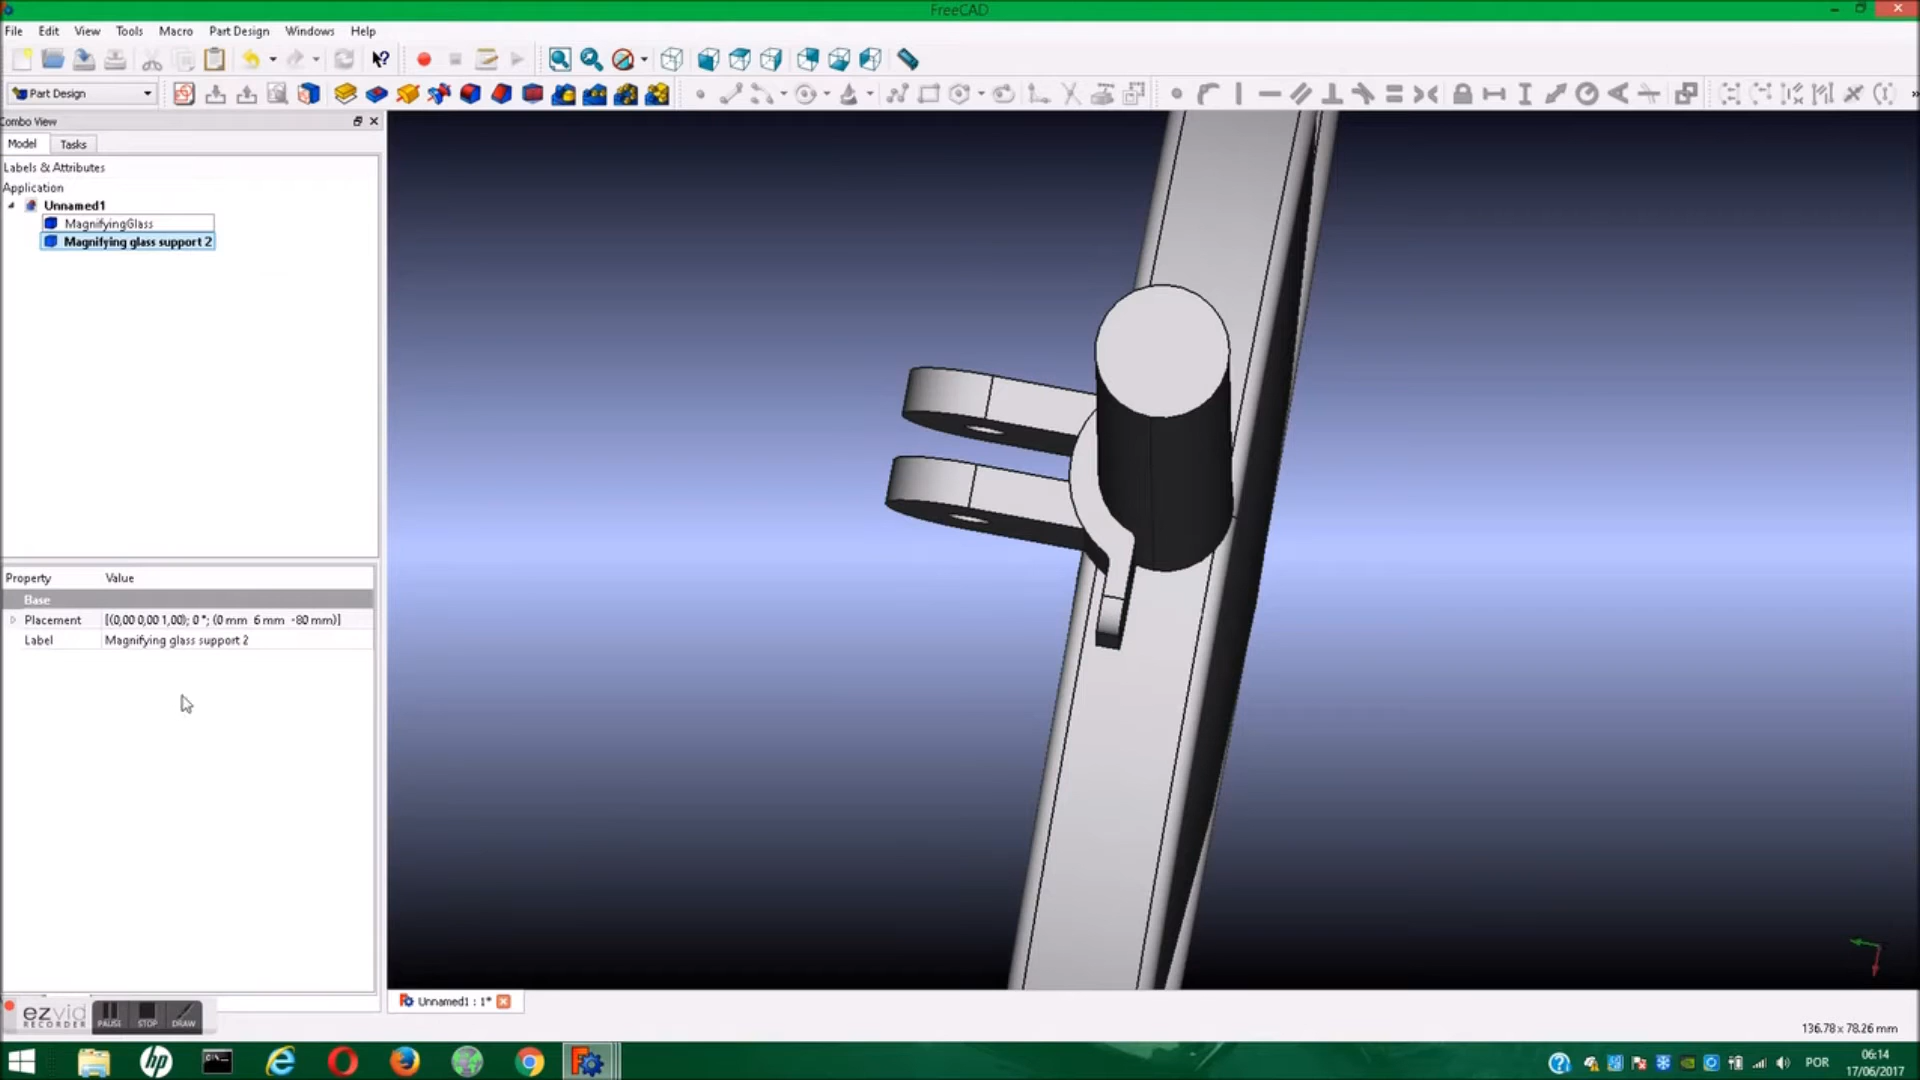 FreeCAD
File Edit View Tools Macro Part Design Windows Help
Part Design
Combo View
Model Tasks
Labels & Attributes
Application
Unnamed1
MagnifyingGlass
Magnifying glass support 2
Property Value
Base
Placement [(0,00 0,00 1,00); 0 °; (0 mm 6 mm -80 mm)]
Label Magnifying glass support 2
Unnamed1 : 1*
ezvid
RECORDER
PAUSE STOP DRAW
136.78 x 78.26 mm
hp
POR
06:14
17/06/2017